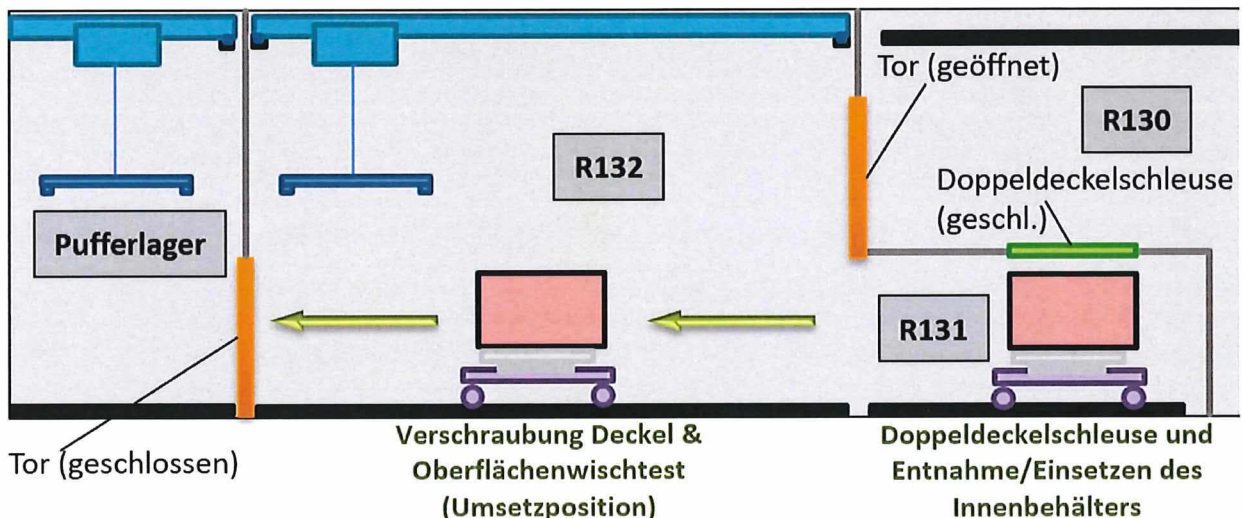 Tor (geöffnet)
R130
R132
Doppeldeckelschleuse
(geschl.)
Pufferlager
R131
Tor (geschlossen)
Verschraubung Deckel &
Oberflächenwischtest
(Umsetzposition)
Doppeldeckelschleuse und
Entnahme/Einsetzen des
Innenbehälters